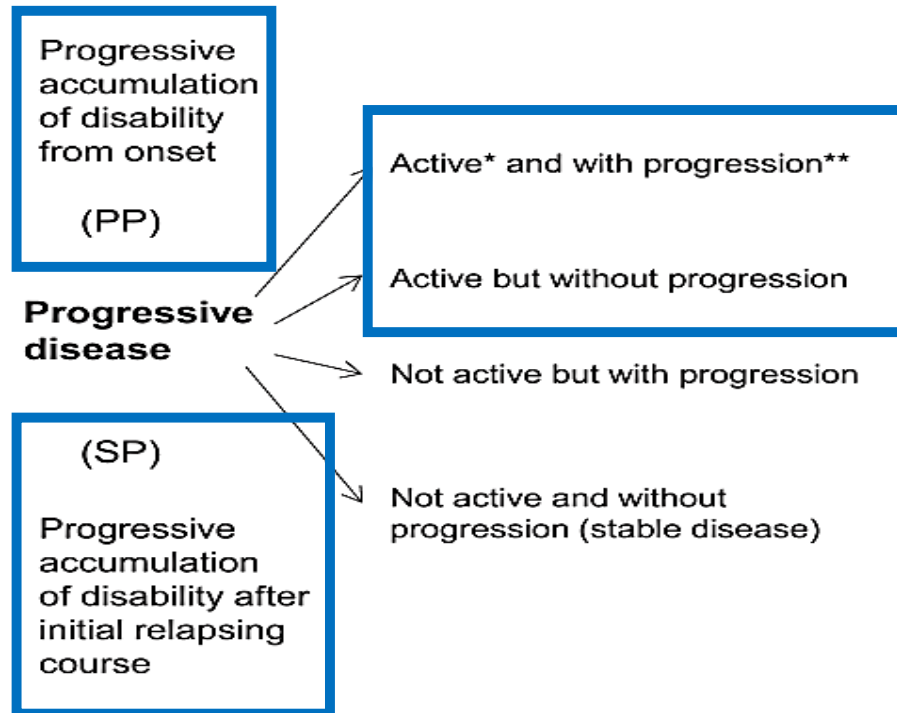 Progressive
accumulation
of disability
from onset
(PP)
Progressive
disease
(SP)
Progressive
accumulation
of disability after
initial relapsing
course
Active* and with progression**
Active but without progression
Not active but with progression
Not active and without
progression (stable disease)